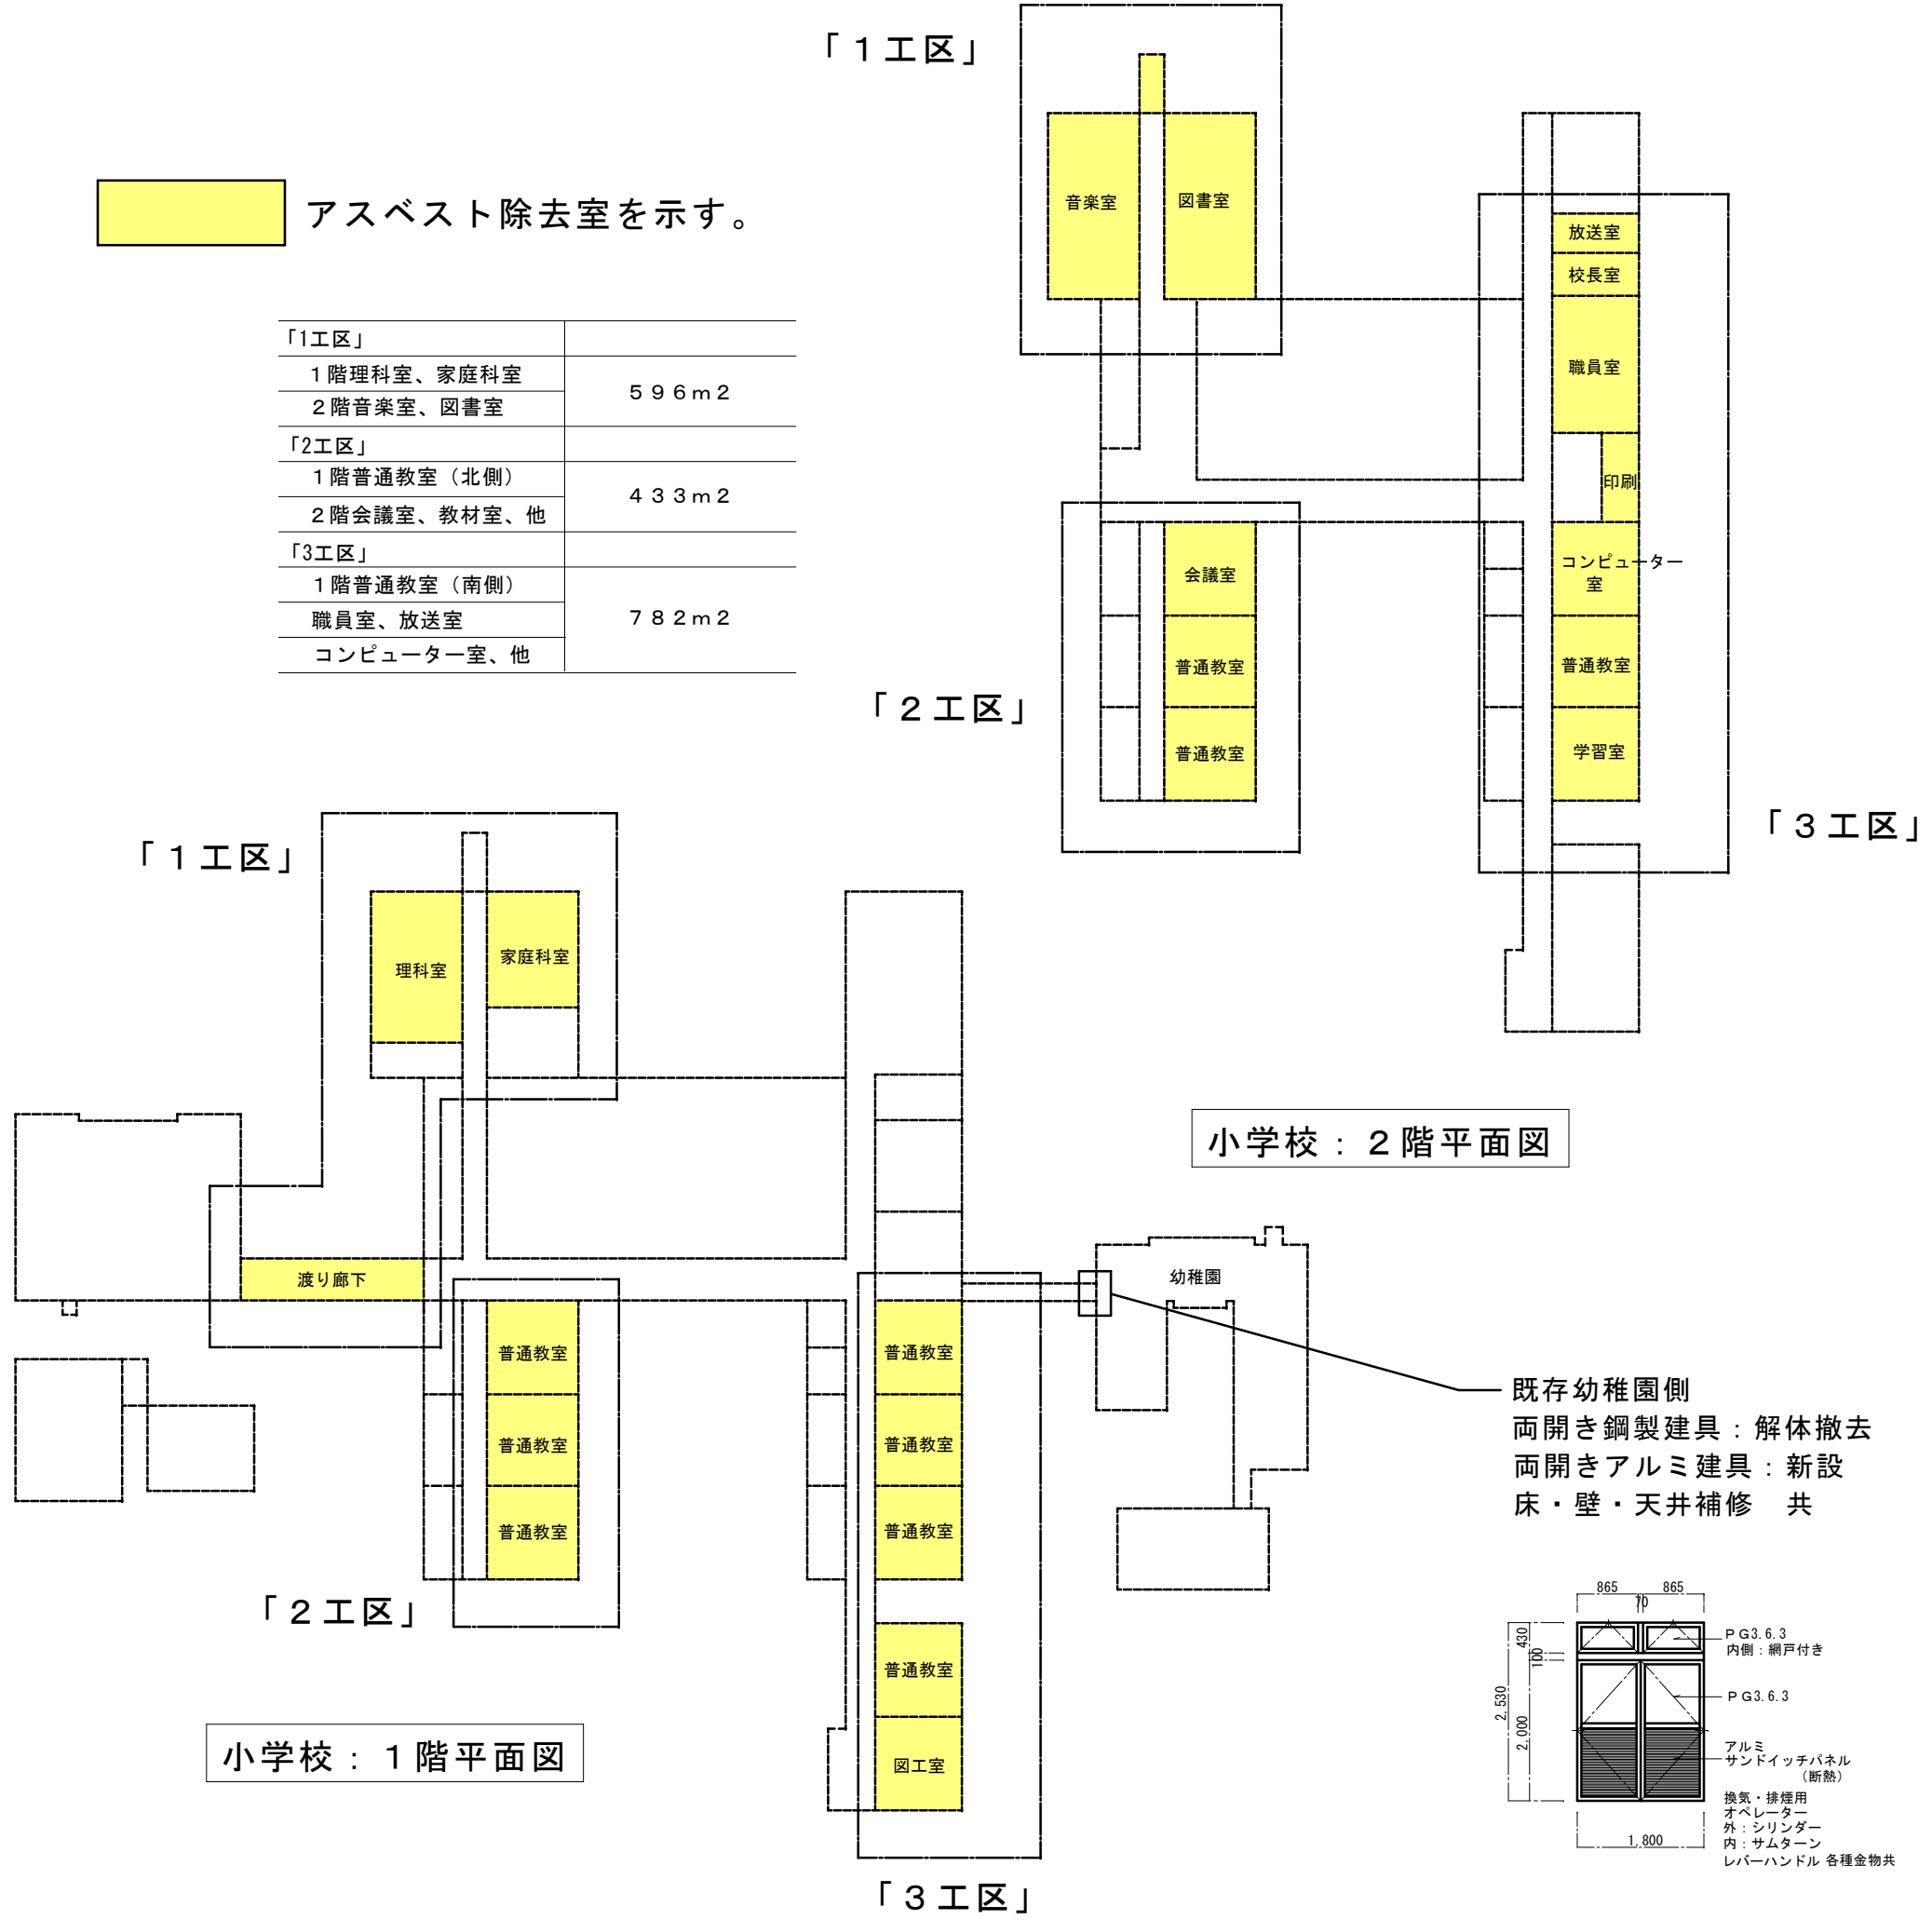 「１工区」
アスベスト除去室を示す。
「1工区」
１階理科室、家庭科室
２階音楽室、図書室
５９６ｍ２
「2工区」
１階普通教室（北側）
２階会議室、教材室、他
４３３ｍ２
「3工区」
１階普通教室（南側）
職員室、放送室
コンピューター室、他
７８２ｍ２
音楽室
図書室
放送室
校長室
職員室
印刷
コンピューター
室
普通教室
学習室
会議室
普通教室
普通教室
「２工区」
「３工区」
小学校：２階平面図
「１工区」
理科室
家庭科室
渡り廊下
普通教室
普通教室
普通教室
「２工区」
普通教室
普通教室
普通教室
普通教室
図工室
「３工区」
幼稚園
小学校：１階平面図
既存幼稚園側
両開き鋼製建具：解体撤去
両開きアルミ建具：新設
床・壁・天井補修　共
865
865
70
430
100
2,530
2,000
1,800
ＰＧ3.6.3
内側：網戸付き
ＰＧ3.6.3
アルミ
サンドイッチパネル
（断熱）
換気・排煙用
オペレーター
外：シリンダー
内：サムターン
レバーハンドル 各種金物共